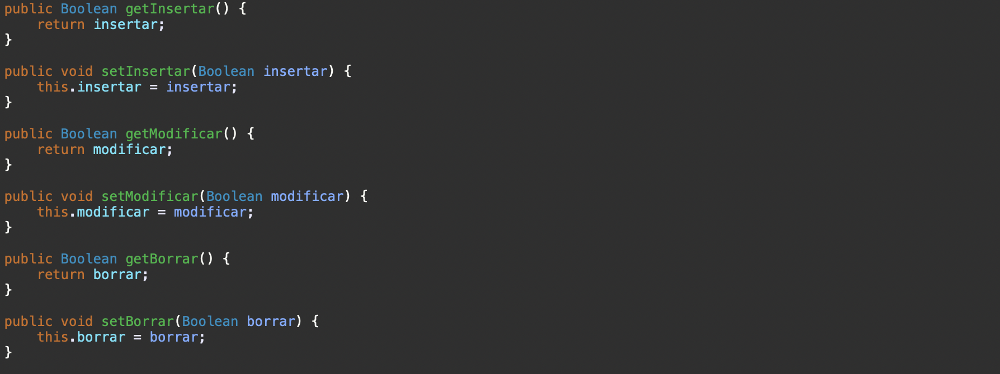 public Boolean getInsertar() {
    return insertar;
}

public void setInsertar(Boolean insertar) {
    this.insertar = insertar;
}

public Boolean getModificar() {
    return modificar;
}

public void setModificar(Boolean modificar) {
    this.modificar = modificar;
}

public Boolean getBorrar() {
    return borrar;
}

public void setBorrar(Boolean borrar) {
    this.borrar = borrar;
}